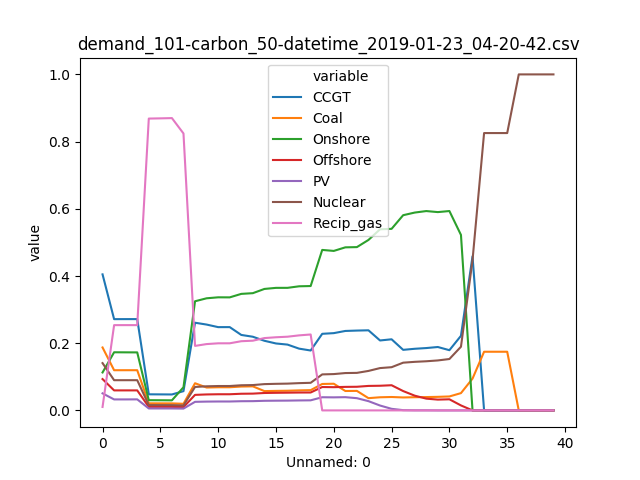 demand_101-carbon_50-datetime_2019-01-23_04-20-42.csv
1.0
0.8
0.6
0.4
0.2
0.0
value
variable
CCGT
Coal
Onshore
Offshore
PV
Nuclear
Recip_gas
0 5 10 15 20 25 30 35 40
Unnamed: 0